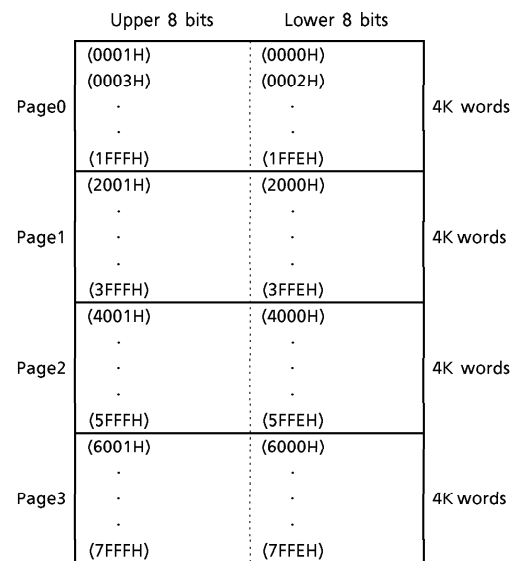 Upper 8 bits Lower 8 bits
(0001H) (0000H)
(0003H) (0002H)
Page0 . . 4K words
. .
(1FFFH) (1FFEH)
(2001H) (2000H)
. .
Page1 . . 4K words
. .
(3FFFH) (3FFEH)
(4001H) (4000H)
. .
Page2 . . 4K words
. .
(5FFFH) (5FFEH)
(6001H) (6000H)
. .
Page3 . . 4K words
. .
(7FFFH) (7FFEH)